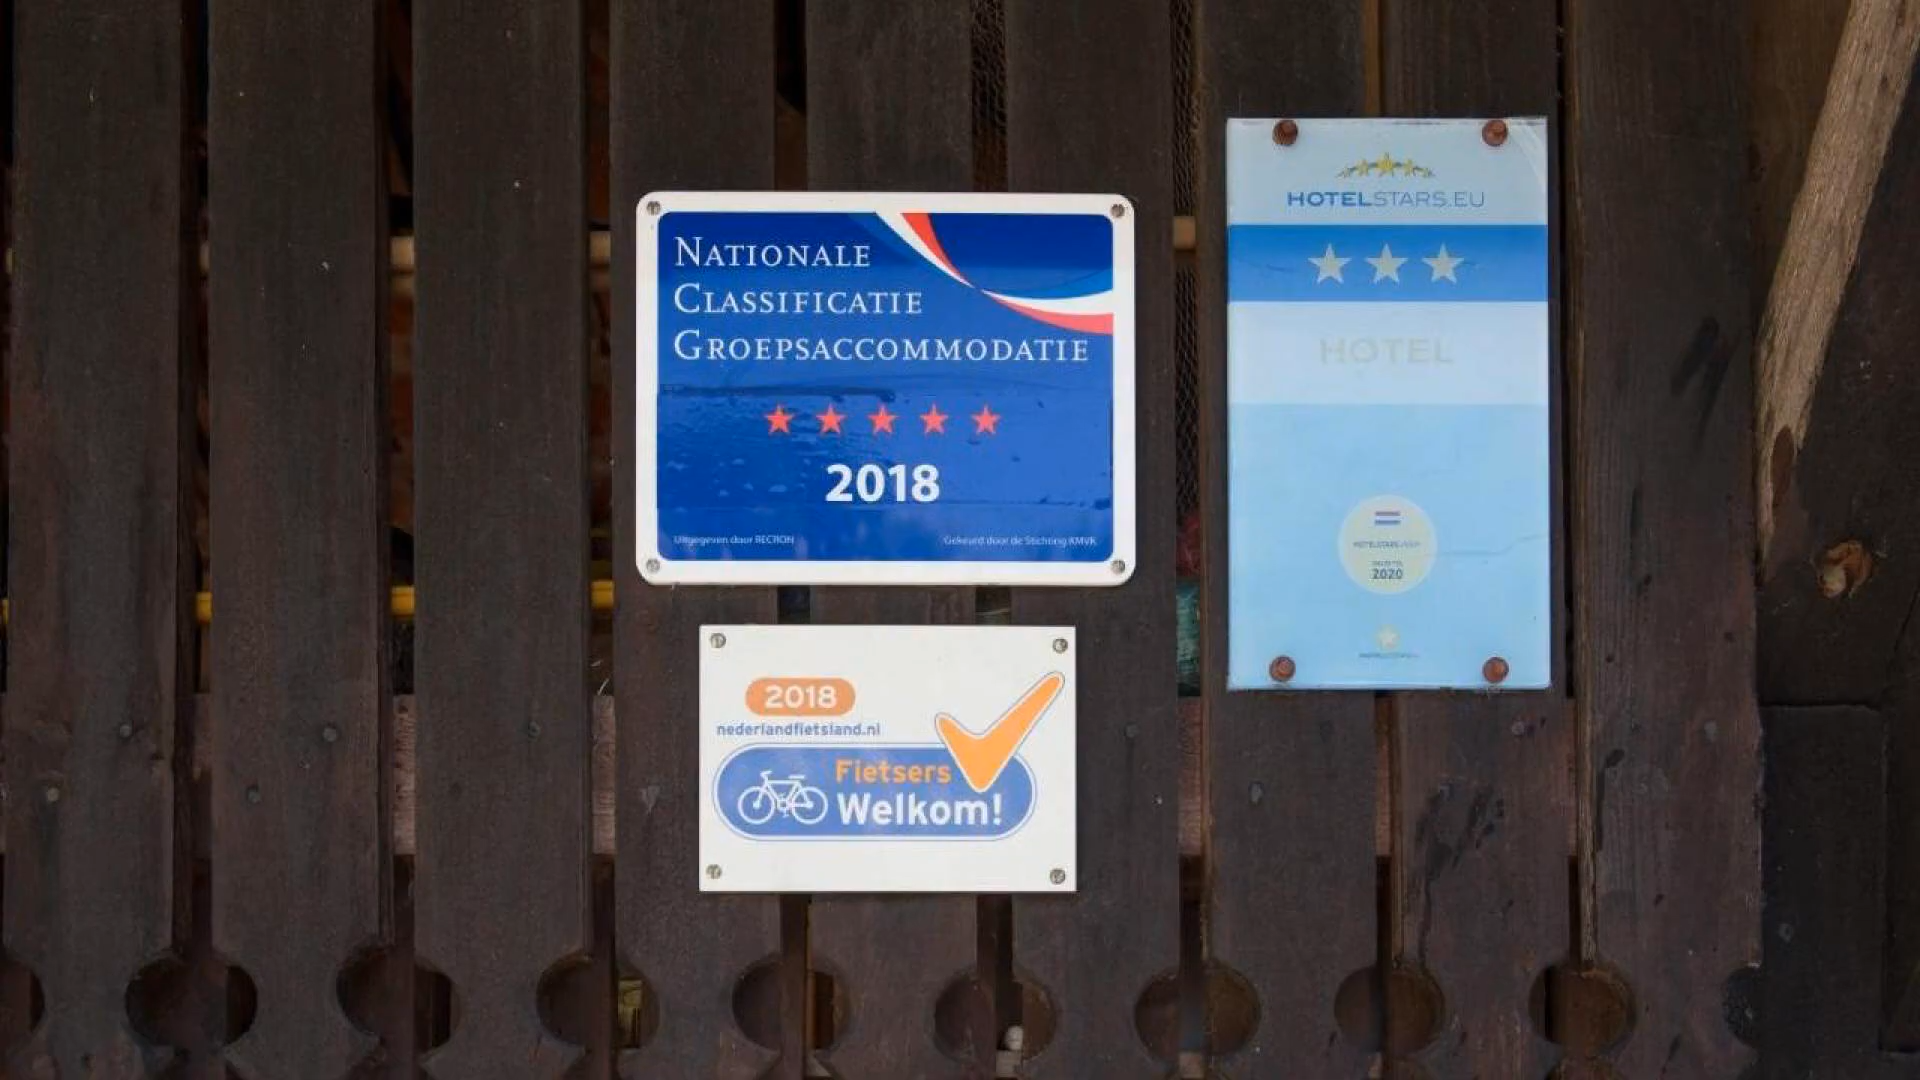 NATIONALE
CLASSIFICATIE
GROEPSACCOMMODATIE
2018
Uitgegeven door RECRON
Gekeurd door de Stichting KMVK
2018
nederlandfietsland.nl
Fietsers
Welkom!
HOTELSTARS.EU
HOTEL
2020